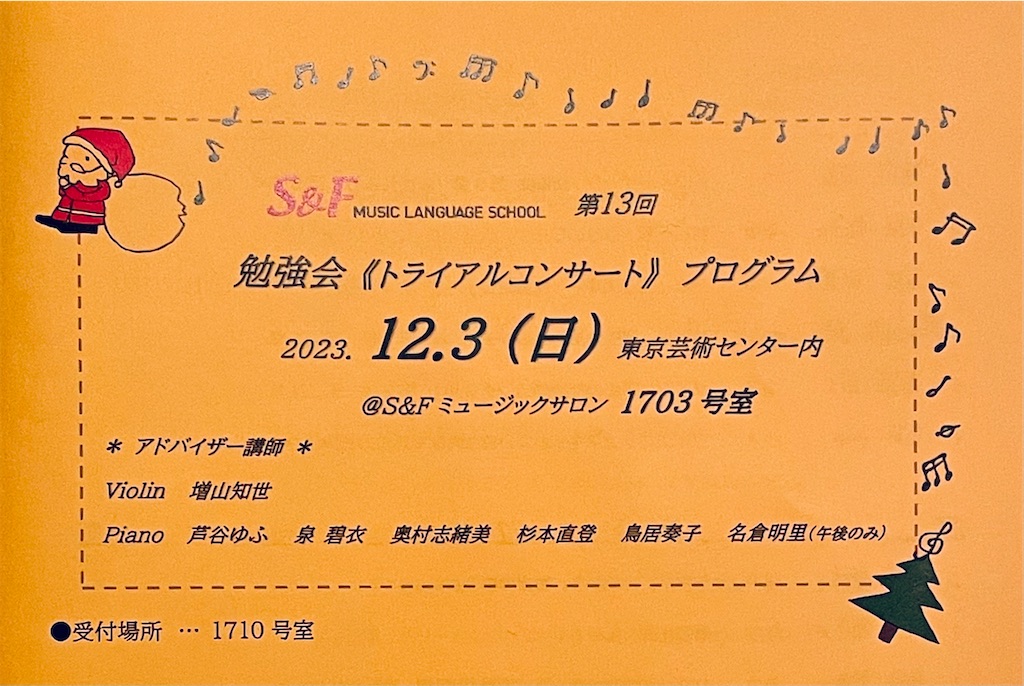 S&F MUSIC LANGUAGE SCHOOL 第13回
勉強会《トライアルコンサート》 プログラム
2023. 12.3（日） 東京芸術センター内
@S&F ミュージックサロン 1703 号室
＊ アドバイザー講師 ＊
Violin 増山知世
Piano 芦谷ゆふ 泉 碧衣 奥村志緒美 杉本直登 鳥居奏子 名倉明里（午後のみ）
●受付場所 … 1710 号室